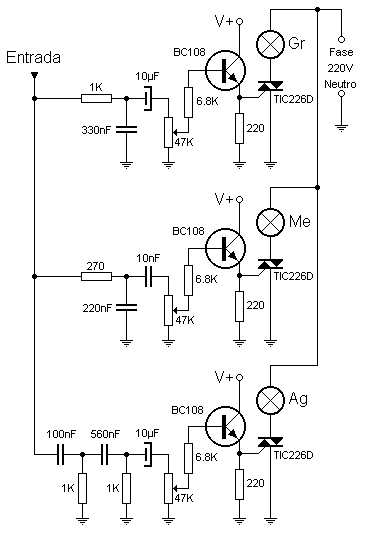 V+
BC108
Gr
Fase
220V
Neutro
Entrada
1K
10µF
6.8K
TIC226D
330nF
47K
220
V+
BC108
Me
270
10nF
6.8K
TIC226D
220nF
47K
220
V+
BC108
Ag
100nF
560nF
10µF
6.8K
TIC226D
1K
1K
47K
220